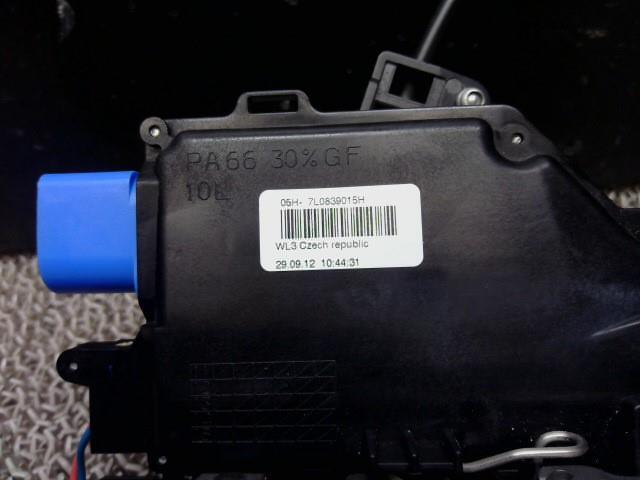 PA66 30%GF
10L
05H- 7L0839015H
WL3 Czech republic
29.09.12 10:44:31